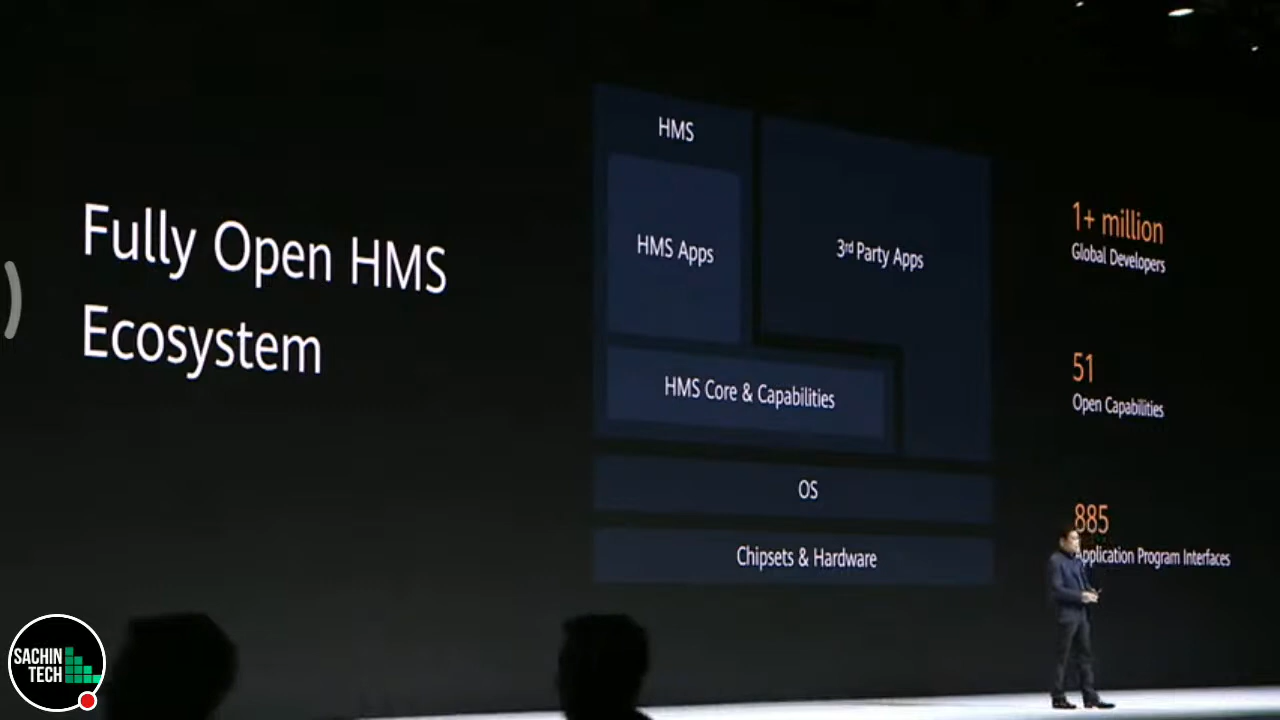 Fully Open HMS
Ecosystem
HMS
HMS Apps
3rd Party Apps
HMS Core & Capabilities
OS
Chipsets & Hardware
1+ million
Global Developers
51
Open Capabilities
885
Application Program Interfaces
SACHIN
TECH